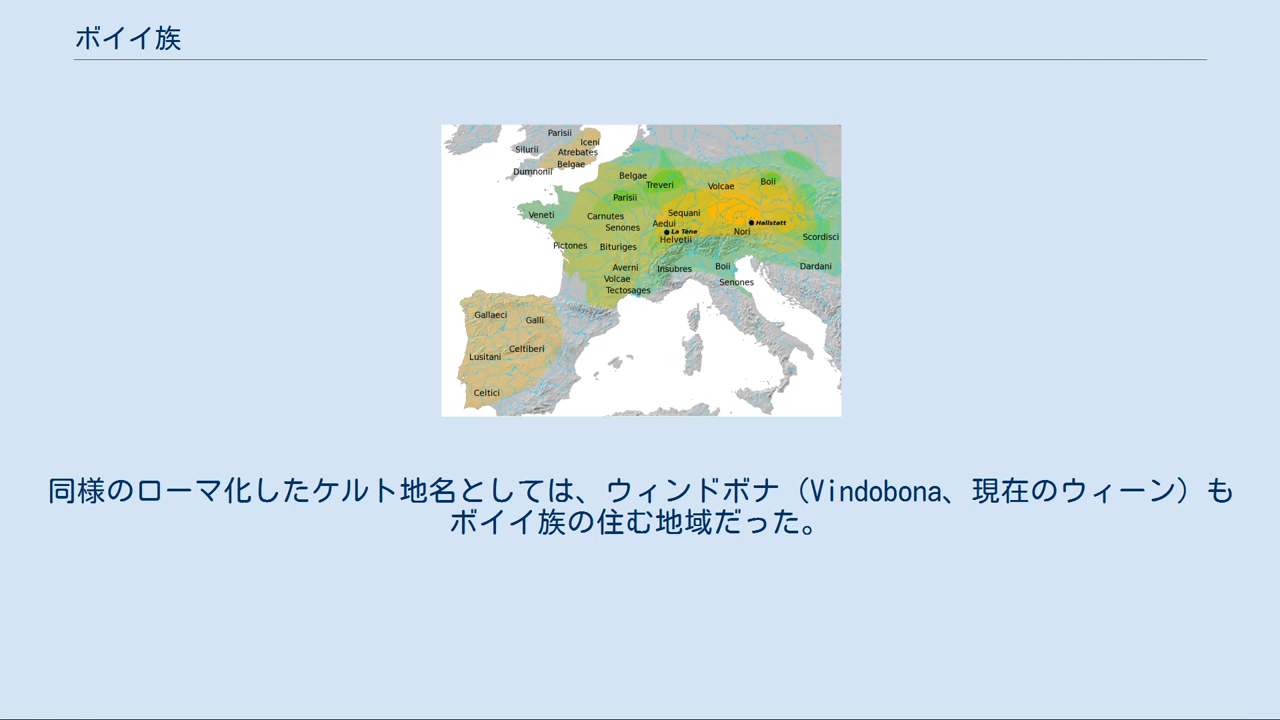 ボイイ族
Parisii
Iceni
Silurii
Atrebates
Belgae
Dumnonii
Belgae
Treveri
Volcae
Boii
Parisii
Veneti
Carnutes
Sequani
Senones
Aedui
La Tène
Hallstatt
Helvetii
Nori
Scordisci
Pictones
Bituriges
Averni
Insubres
Boii
Dardani
Volcae
Tectosages
Senones
Gallaeci
Galli
Celtiberi
Lusitani
Celtici
同様のローマ化したケルト地名としては、ウィンドボナ（Vindobona、現在のウィーン）も
ボイイ族の住む地域だった。